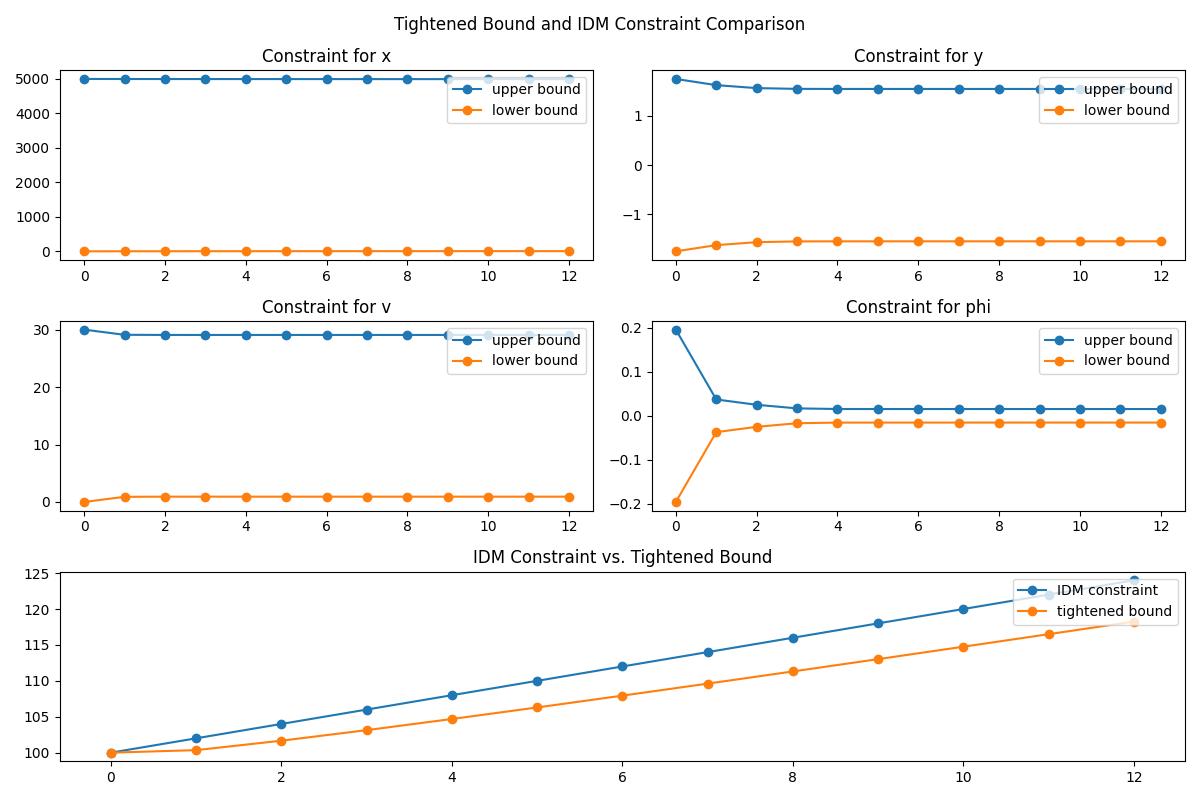 Tightened Bound and IDM Constraint Comparison
Constraint for x
5000
4000
3000
2000
1000
0
upper bound
lower bound
0 2 4 6 8 10 12
Constraint for y
1
0
−1
upper bound
lower bound
0 2 4 6 8 10 12
Constraint for v
30
20
10
0
upper bound
lower bound
0 2 4 6 8 10 12
Constraint for phi
0.2
0.1
0.0
−0.1
−0.2
upper bound
lower bound
0 2 4 6 8 10 12
IDM Constraint vs. Tightened Bound
125
120
115
110
105
100
IDM constraint
tightened bound
0 2 4 6 8 10 12